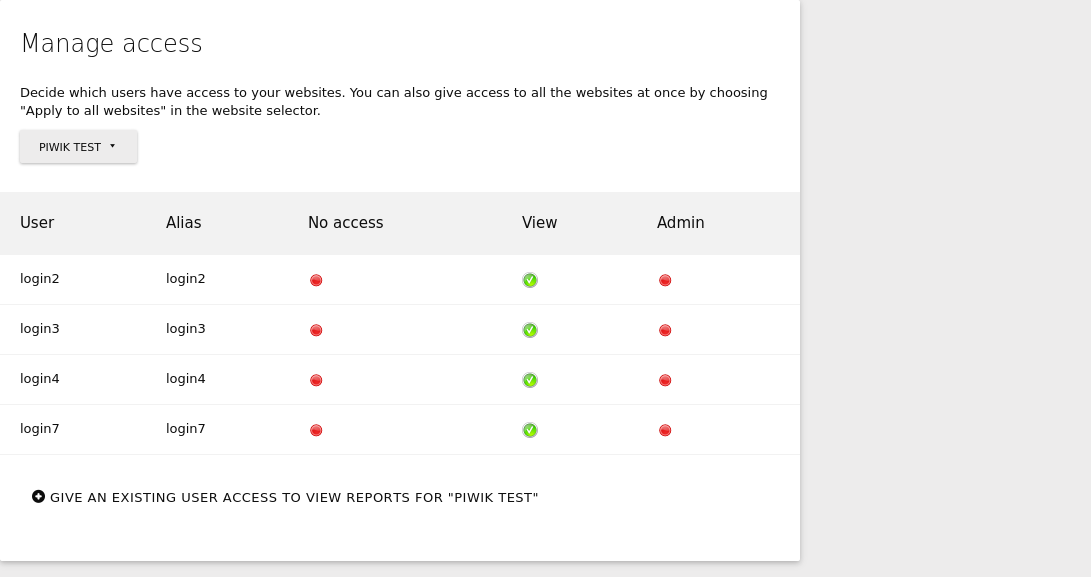 Manage access
Decide which users have access to your websites. You can also give access to all the websites at once by choosing
"Apply to all websites" in the website selector.
PIWIK TEST
User Alias No access View Admin
login2 login2
login3 login3
login4 login4
login7 login7
GIVE AN EXISTING USER ACCESS TO VIEW REPORTS FOR "PIWIK TEST"